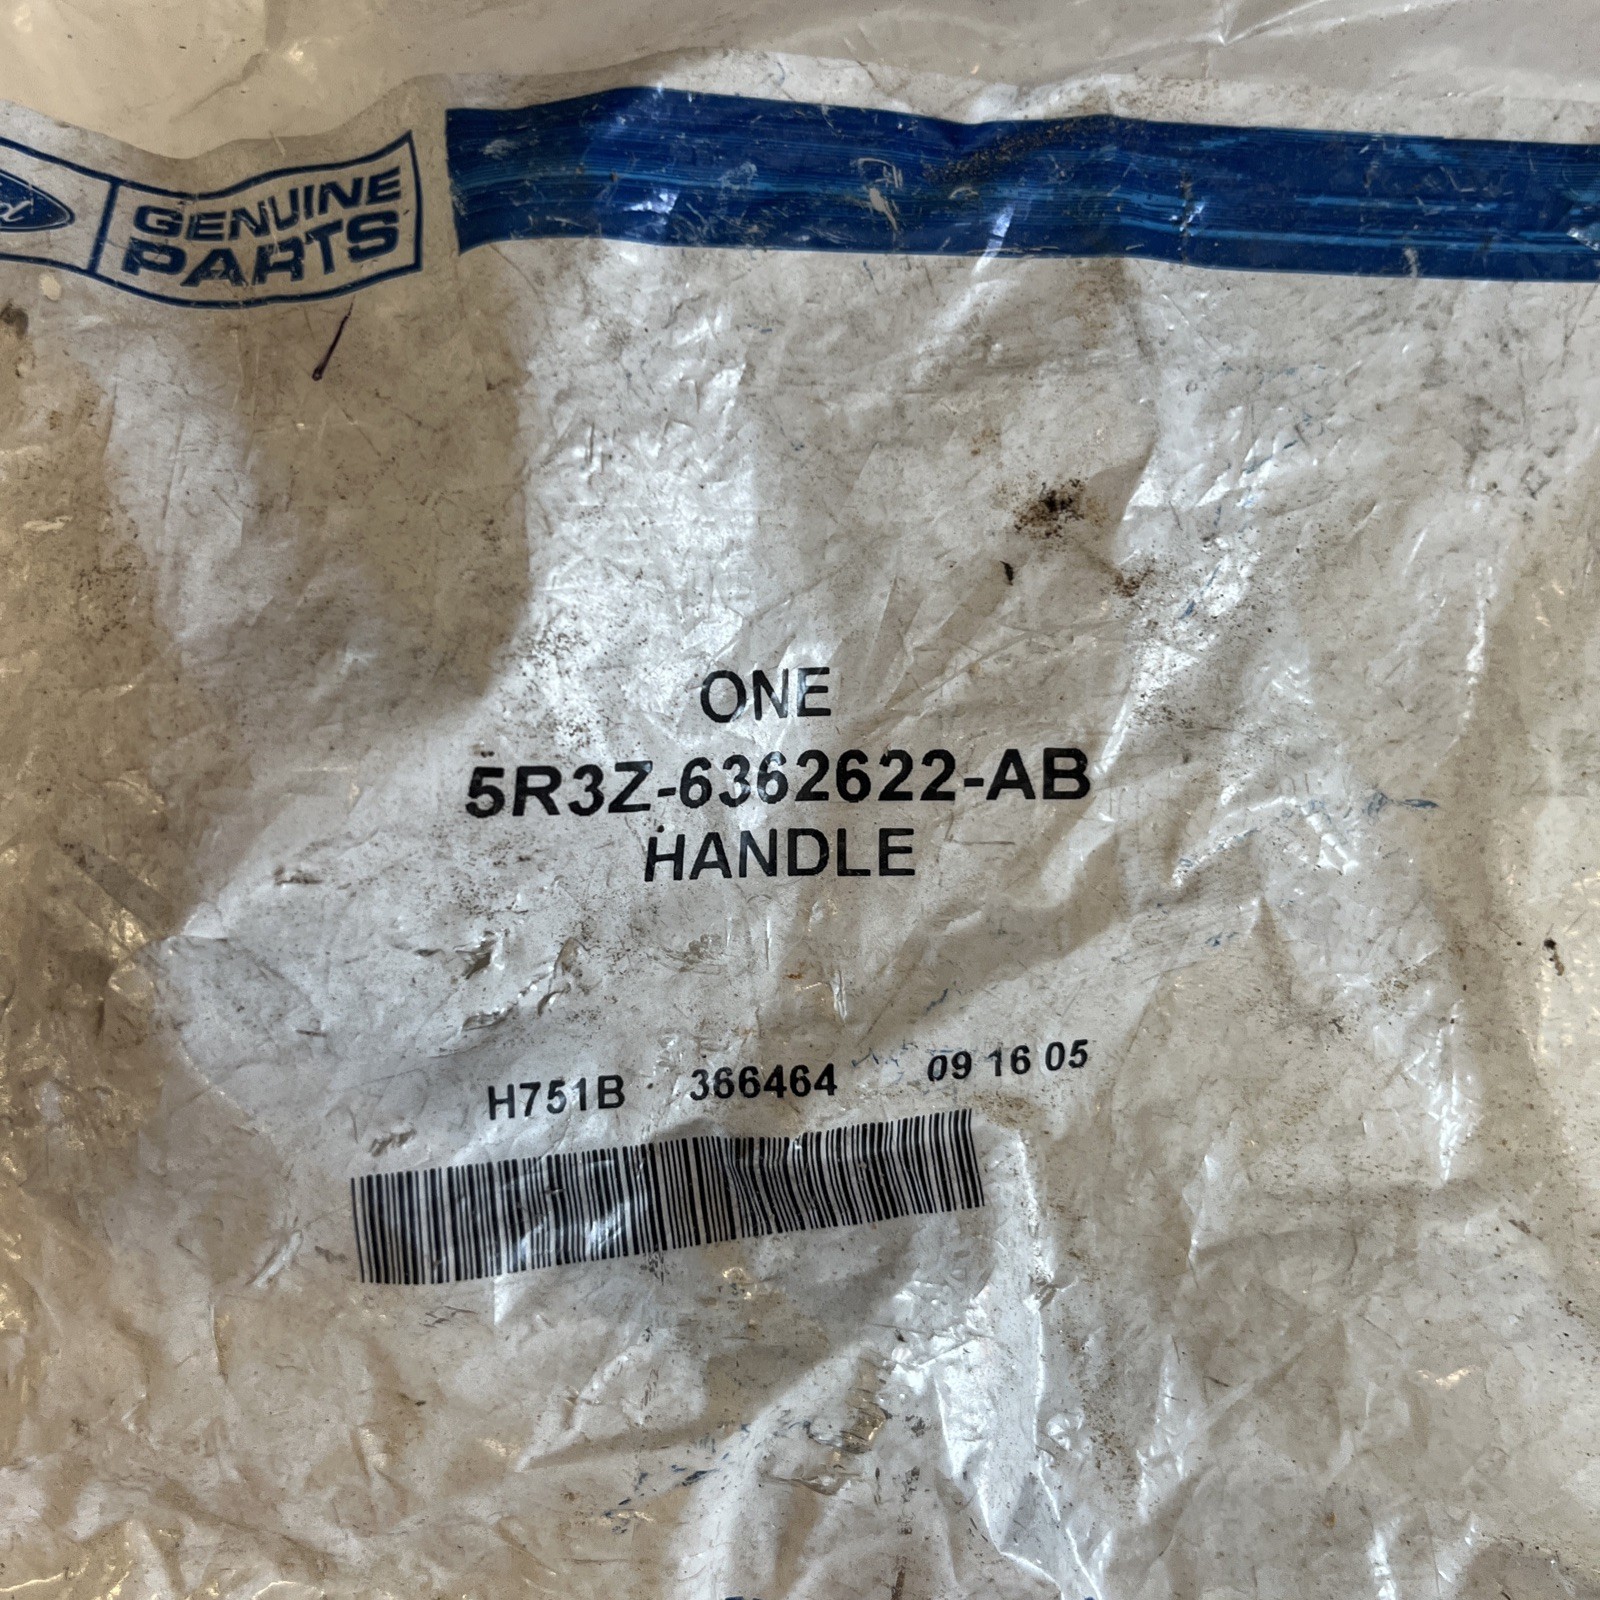 GENUINE
PARTS
ONE
5R3Z-6362622-AB
HANDLE
H751B 366464 09 16 05